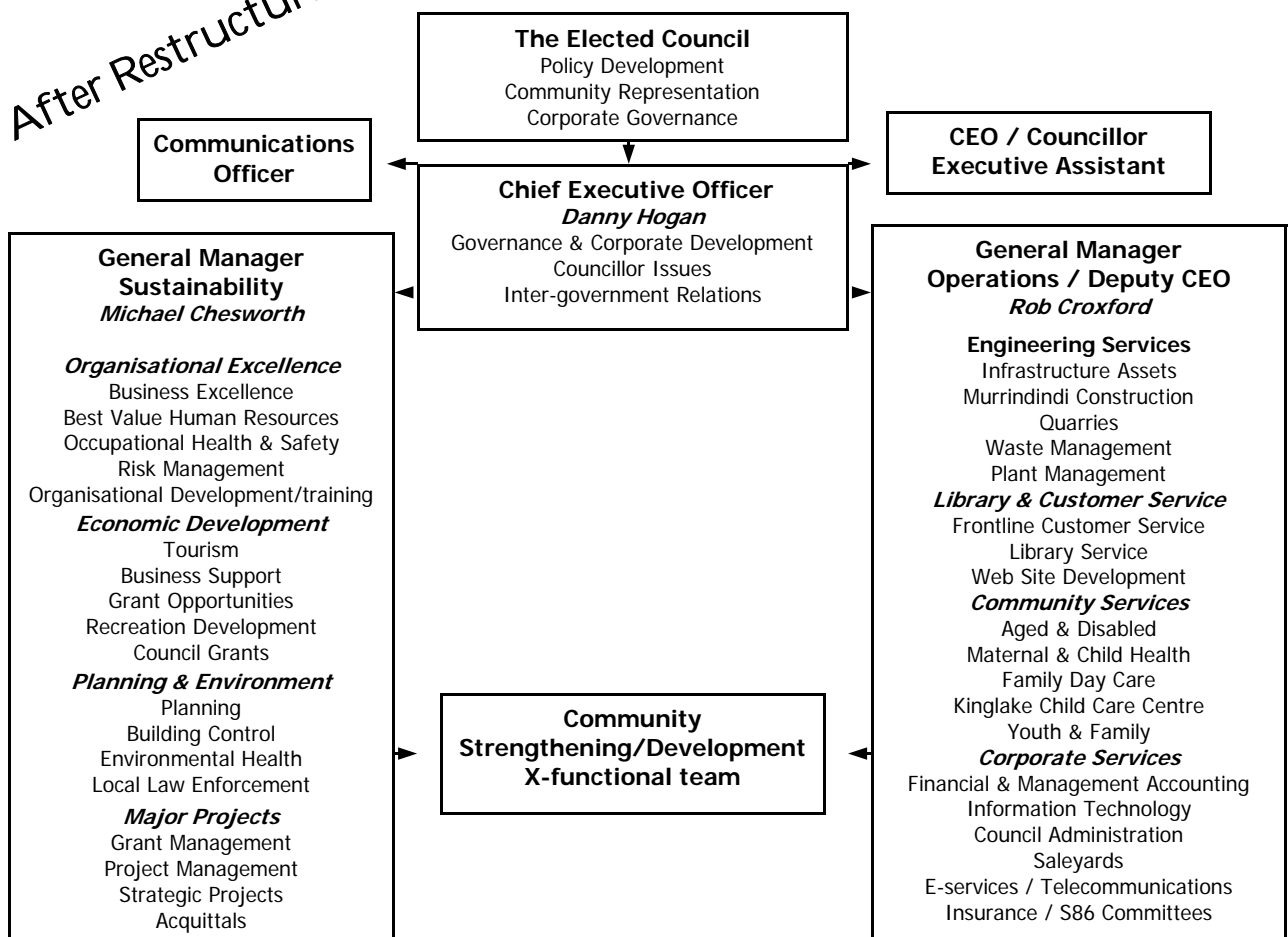 After Restructu
The Elected Council
Policy Development
Community Representation
Corporate Governance
Communications
Officer
CEO / Councillor
Executive Assistant
Chief Executive Officer
Danny Hogan
Governance & Corporate Development
Councillor Issues
Inter-government Relations
General Manager
Sustainability
Michael Chesworth
Organisational Excellence
Business Excellence
Best Value Human Resources
Occupational Health & Safety
Risk Management
Organisational Development/training
Economic Development
Tourism
Business Support
Grant Opportunities
Recreation Development
Council Grants
Planning & Environment
Planning
Building Control
Environmental Health
Local Law Enforcement
Major Projects
Grant Management
Project Management
Strategic Projects
Acquittals
General Manager
Operations / Deputy CEO
Rob Croxford
Engineering Services
Infrastructure Assets
Murrindindi Construction
Quarries
Waste Management
Plant Management
Library & Customer Service
Frontline Customer Service
Library Service
Web Site Development
Community Services
Aged & Disabled
Maternal & Child Health
Family Day Care
Kinglake Child Care Centre
Youth & Family
Corporate Services
Financial & Management Accounting
Information Technology
Council Administration
Saleyards
E-services / Telecommunications
Insurance / S86 Committees
Community
Strengthening/Development
X-functional team